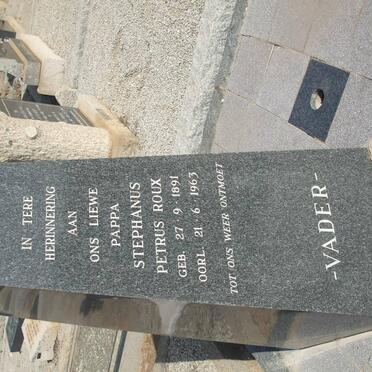 IN TERE
HERINNERING
AAN
ONS LIEWE
PAPPA
STEPHANUS
PETRUS ROUX
GEB. 27 · 9 · 1891
OORL. 21 · 6 · 1963
TOT ONS WEER ONTMOET
-VADER-